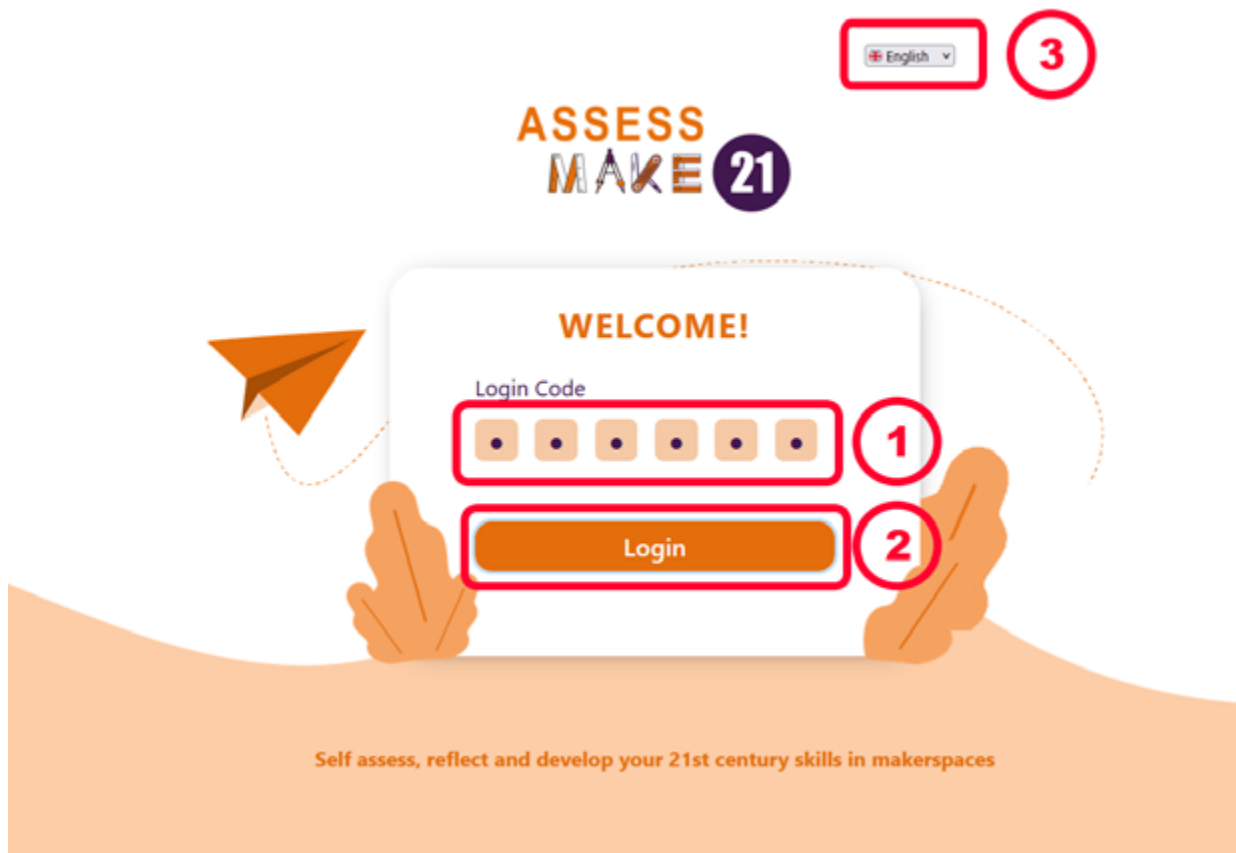 English
3
ASSESS
MAKE 21
WELCOME!
Login Code
1
Login
2
Self assess, reflect and develop your 21st century skills in makerspaces